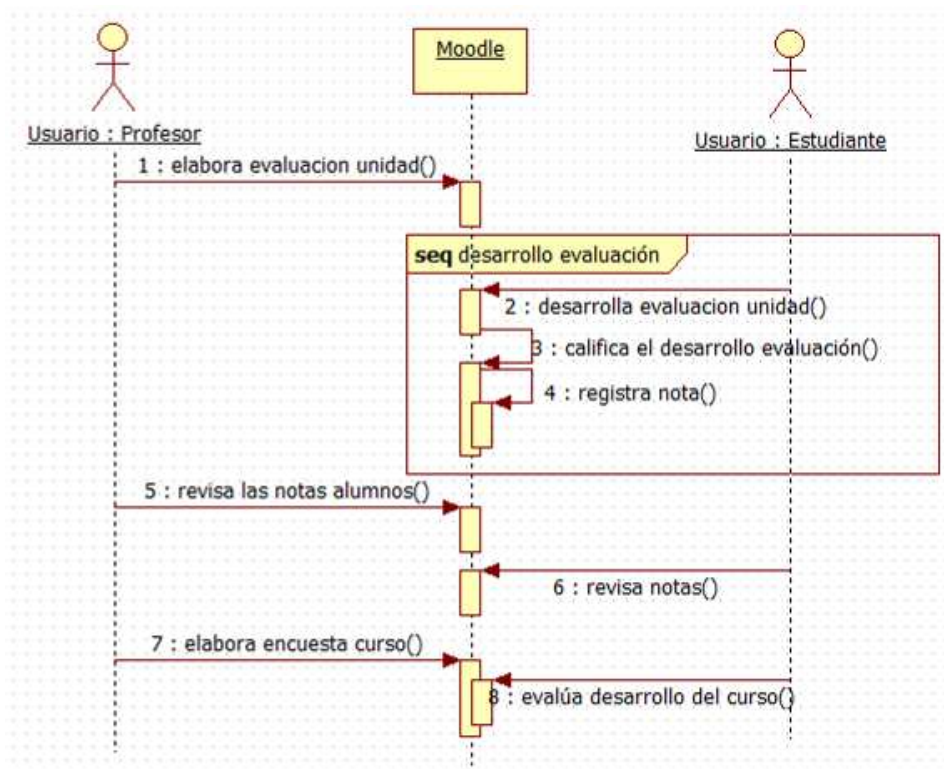 Moodle
Usuario : Profesor
Usuario : Estudiante
1 : elabora evaluacion unidad()
seq desarrollo evaluación
2 : desarrolla evaluacion unidad()
3 : califica el desarrollo evaluación()
4 : registra nota()
5 : revisa las notas alumnos()
6 : revisa notas()
7 : elabora encuesta curso()
8 : evalúa desarrollo del curso()